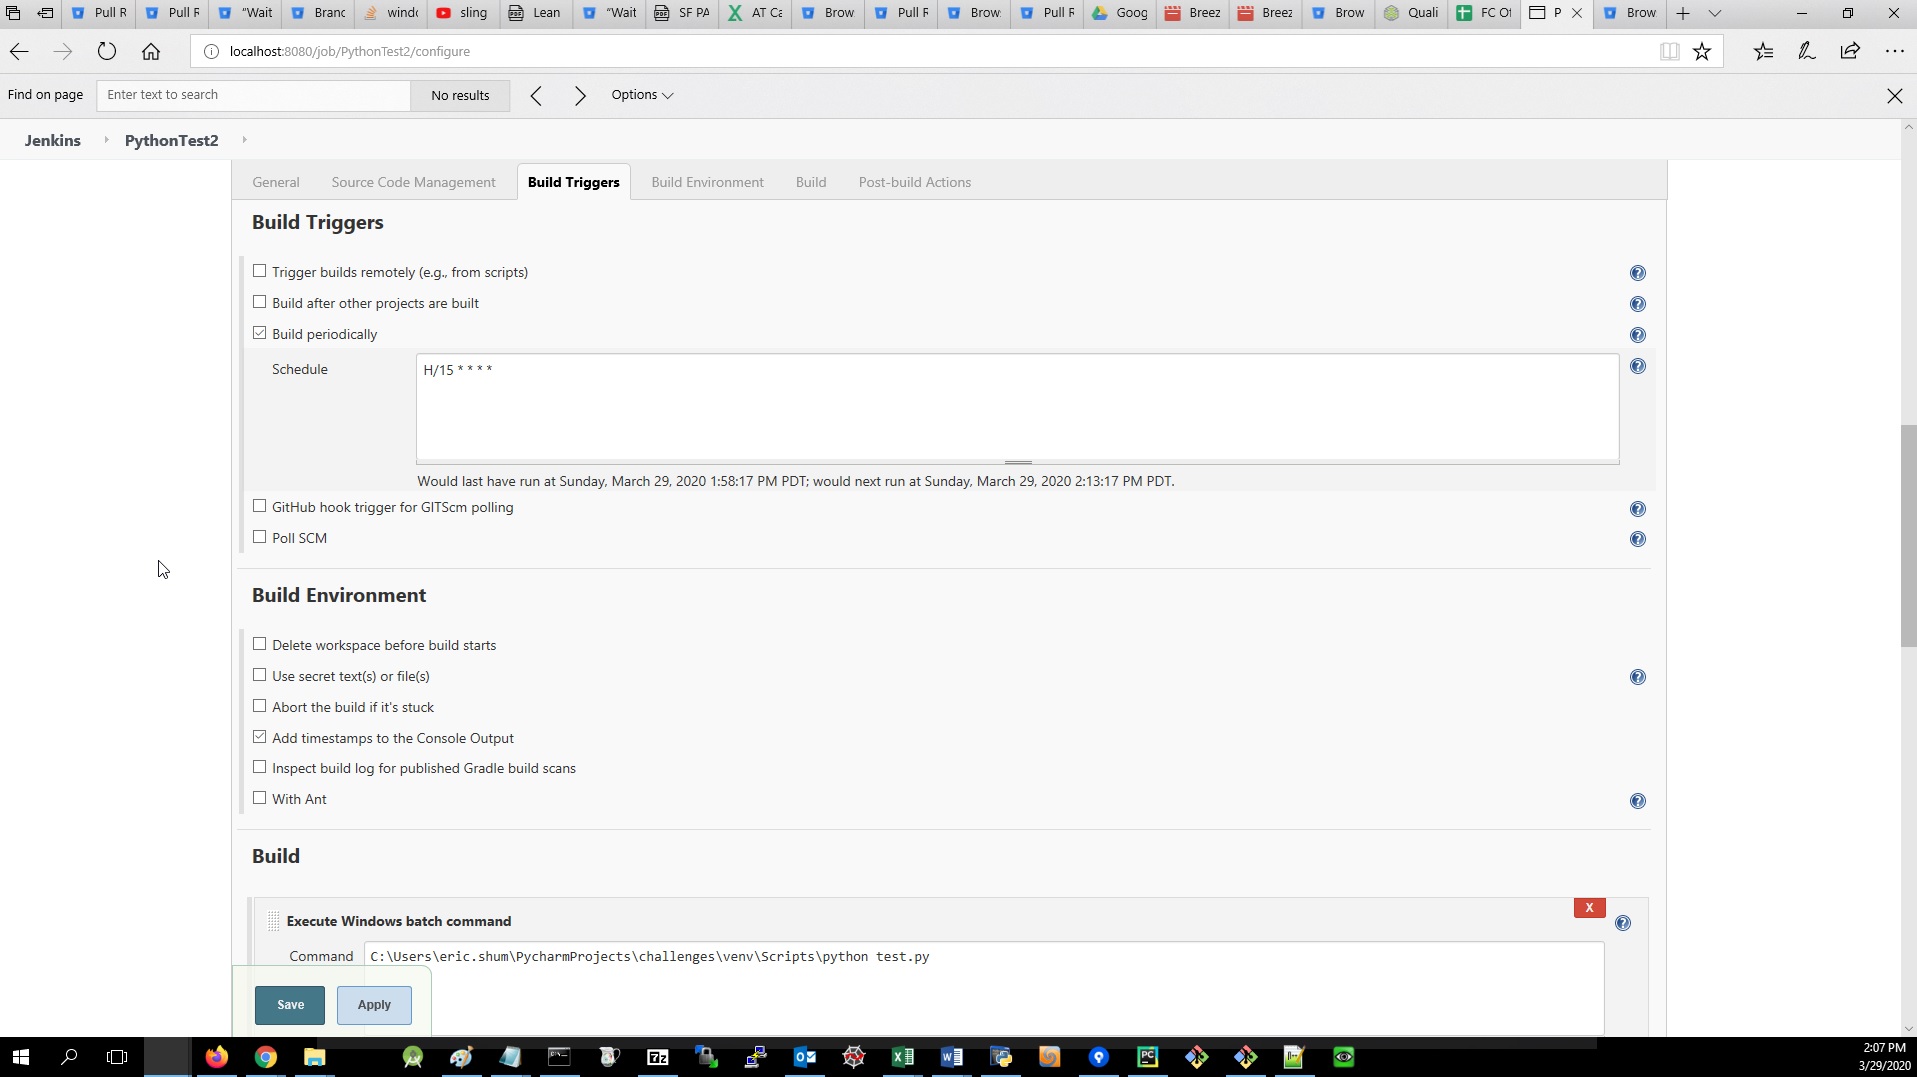 Pull R
Pull R
“Wait
Branc
windo
sling
Lean
“Wait
SF PA
AT Ca
Brow
Pull R
Brow
Pull R
Goog
Breez
Breez
Brow
Quali
FC Of
P
Brow
localhost:8080/job/PythonTest2/configure
Find on page
Enter text to search
No results
Options
Jenkins
PythonTest2
General
Source Code Management
Build Triggers
Build Environment
Build
Post-build Actions
Build Triggers
Trigger builds remotely (e.g., from scripts)
Build after other projects are built
Build periodically
Schedule
H/15 * * * *
Would last have run at Sunday, March 29, 2020 1:58:17 PM PDT; would next run at Sunday, March 29, 2020 2:13:17 PM PDT.
GitHub hook trigger for GITScm polling
Poll SCM
Build Environment
Delete workspace before build starts
Use secret text(s) or file(s)
Abort the build if it's stuck
Add timestamps to the Console Output
Inspect build log for published Gradle build scans
With Ant
Build
Execute Windows batch command
X
Command
C:\Users\eric.shum\PycharmProjects\challenges\venv\Scripts\python test.py
Save
Apply
2:07 PM
3/29/2020